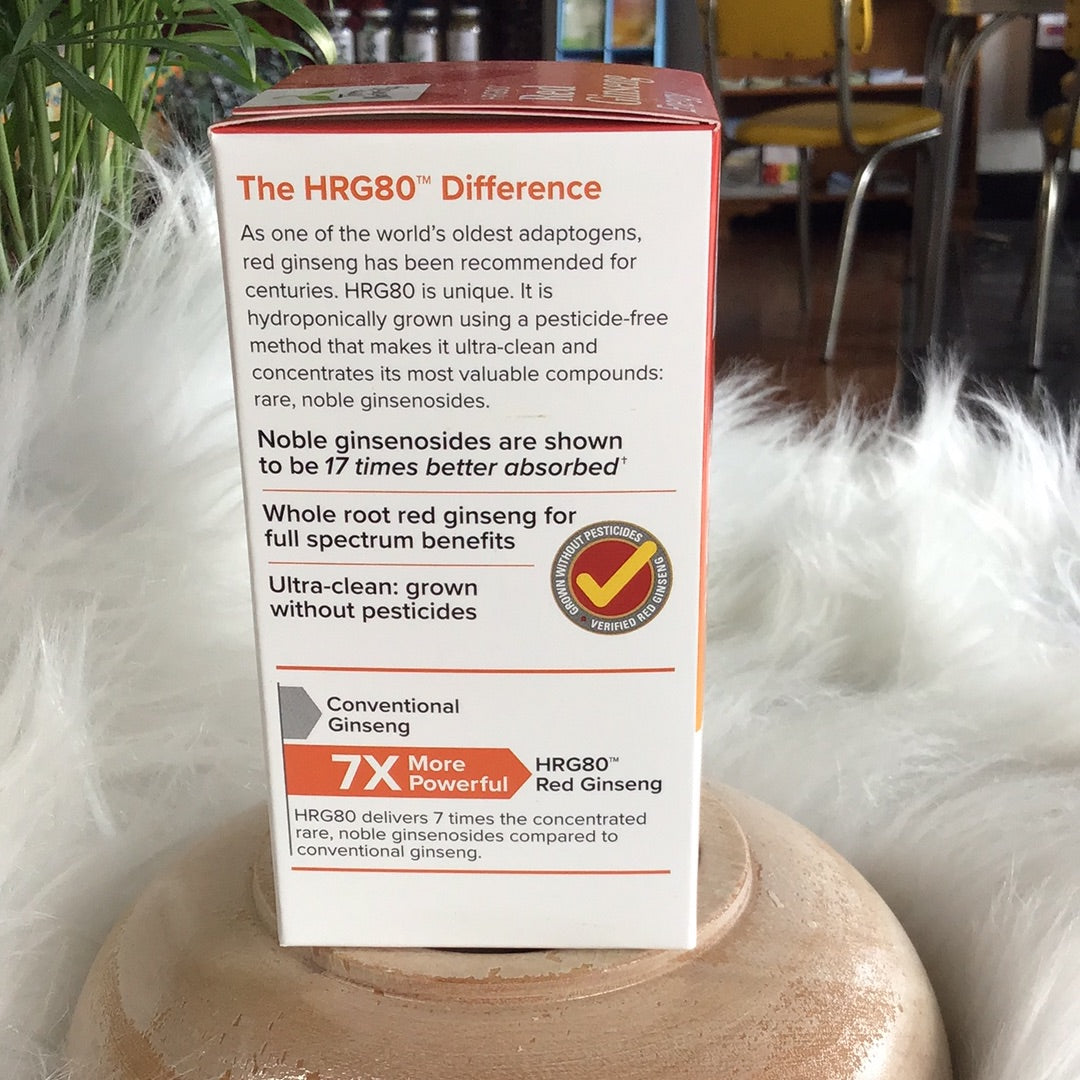 Red
Ginseng
Energy
The HRG80™ Difference
As one of the world's oldest adaptogens,
red ginseng has been recommended for
centuries. HRG80 is unique. It is
hydroponically grown using a pesticide-free
method that makes it ultra-clean and
concentrates its most valuable compounds:
rare, noble ginsenosides.
Noble ginsenosides are shown
to be 17 times better absorbed†
Whole root red ginseng for
full spectrum benefits
Ultra-clean: grown
without pesticides
GROWN WITHOUT PESTICIDES
VERIFIED RED GINSENG
Conventional
Ginseng
7X More
Powerful
HRG80™
Red Ginseng
HRG80 delivers 7 times the concentrated
rare, noble ginsenosides compared to
conventional ginseng.